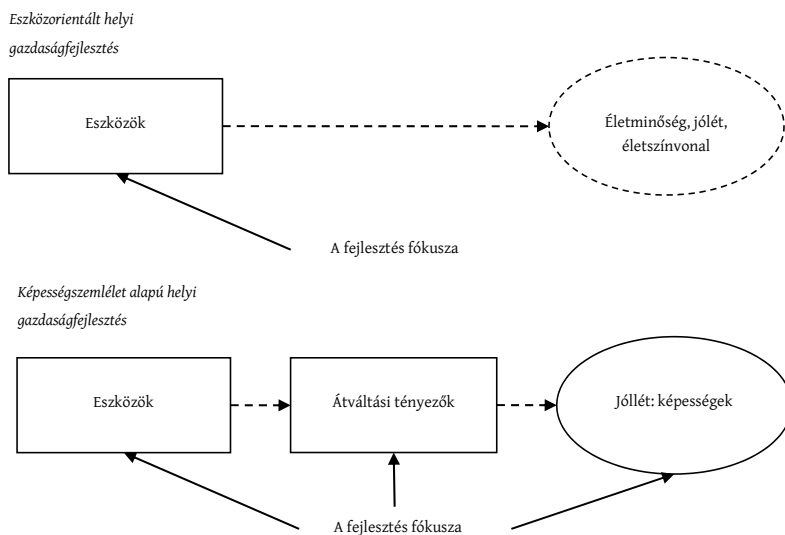 Eszközorientált helyi
gazdaságfejlesztés
Eszközök
Életminőség, jólét,
életszínvonal
A fejlesztés fókusza
Képességszemlélet alapú helyi
gazdaságfejlesztés
Eszközök
Átváltási tényezők
Jóllét: képességek
A fejlesztés fókusza